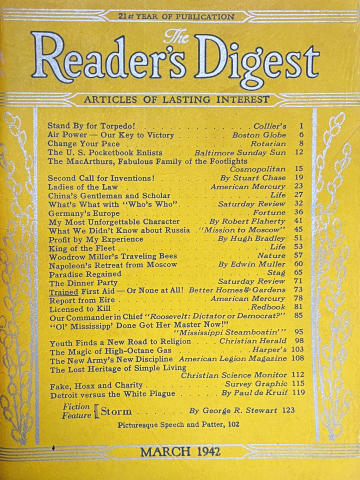 21st YEAR OF PUBLICATION
The
Reader's Digest
ARTICLES OF LASTING INTEREST
Stand By for Torpedo! . . . . . . . . . . Collier's 1
Air Power — Our Key to Victory . . . . . Boston Globe 6
Change Your Pace . . . . . . . . . . . Rotarian 8
The U. S. Pocketbook Enlists . . Baltimore Sunday Sun 12
The MacArthurs, Fabulous Family of the Footlights
Cosmopolitan 15
Second Call for Inventions! . . . . . By Stuart Chase 19
Ladies of the Law . . . . . . . . American Mercury 23
China's Gentleman and Scholar . . . . . . . . Life 27
What's What with "Who's Who" . . . Saturday Review 32
Germany's Europe . . . . . . . . . . . Fortune 36
My Most Unforgettable Character . By Robert Flaherty 41
What We Didn't Know about Russia . "Mission to Moscow" 45
Profit by My Experience . . . . . . By Hugh Bradley 51
King of the Fleet . . . . . . . . . . . . Life 53
Woodrow Miller's Traveling Bees . . . . . . Nature 57
Napoleon's Retreat from Moscow . . . By Edwin Muller 60
Paradise Regained . . . . . . . . . . . . Stag 65
The Dinner Party . . . . . . . . . Saturday Review 71
Trained First Aid — Or None at All! Better Homes & Gardens 73
Report from Eire . . . . . . . . American Mercury 78
Licensed to Kill . . . . . . . . . . . Redbook 81
Our Commander in Chief "Roosevelt: Dictator or Democrat?" 85
"Ol' Mississipp' Done Got Her Master Now!"
"Mississippi Steamboatin'" 95
Youth Finds a New Road to Religion . Christian Herald 98
The Magic of High-Octane Gas . . . . . . Harper's 103
The New Army's New Discipline American Legion Magazine 108
The Lost Heritage of Simple Living
Christian Science Monitor 112
Fake, Hoax and Charity . . . . . . Survey Graphic 115
Detroit versus the White Plague . . . By Paul de Kruif 119
Fiction
Feature
Storm . . . . . By George R. Stewart 123
Picturesque Speech and Patter, 102
MARCH 1942